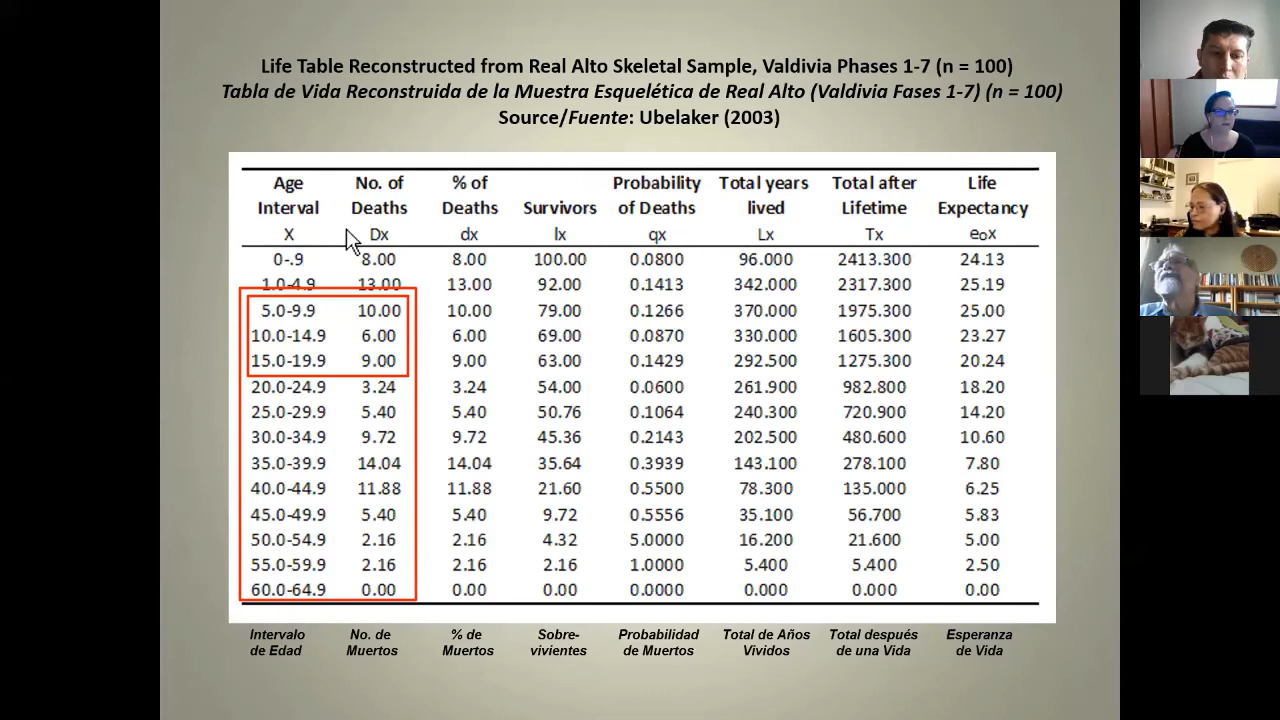 Life Table Reconstructed from Real Alto Skeletal Sample, Valdivia Phases 1-7 (n = 100)
Tabla de Vida Reconstruida de la Muestra Esquelética de Real Alto (Valdivia Fases 1-7) (n = 100)
Source/Fuente: Ubelaker (2003)
Age No. of % of Probability Total years Total after Life
Interval Deaths Deaths Survivors of Deaths lived Lifetime Expectancy
X Dx dx lx qx Lx Tx eₒx
0-.9 8.00 8.00 100.00 0.0800 96.000 2413.300 24.13
1.0-4.9 13.00 13.00 92.00 0.1413 342.000 2317.300 25.19
5.0-9.9 10.00 10.00 79.00 0.1266 370.000 1975.300 25.00
10.0-14.9 6.00 6.00 69.00 0.0870 330.000 1605.300 23.27
15.0-19.9 9.00 9.00 63.00 0.1429 292.500 1275.300 20.24
20.0-24.9 3.24 3.24 54.00 0.0600 261.900 982.800 18.20
25.0-29.9 5.40 5.40 50.76 0.1064 240.300 720.900 14.20
30.0-34.9 9.72 9.72 45.36 0.2143 202.500 480.600 10.60
35.0-39.9 14.04 14.04 35.64 0.3939 143.100 278.100 7.80
40.0-44.9 11.88 11.88 21.60 0.5500 78.300 135.000 6.25
45.0-49.9 5.40 5.40 9.72 0.5556 35.100 56.700 5.83
50.0-54.9 2.16 2.16 4.32 5.0000 16.200 21.600 5.00
55.0-59.9 2.16 2.16 2.16 1.0000 5.400 5.400 2.50
60.0-64.9 0.00 0.00 0.00 0.0000 0.000 0.000 0.00
Intervalo No. de % de Sobre- Probabilidad Total de Años Total después Esperanza
de Edad Muertos Muertos vivientes de Muertos Vividos de una Vida de Vida